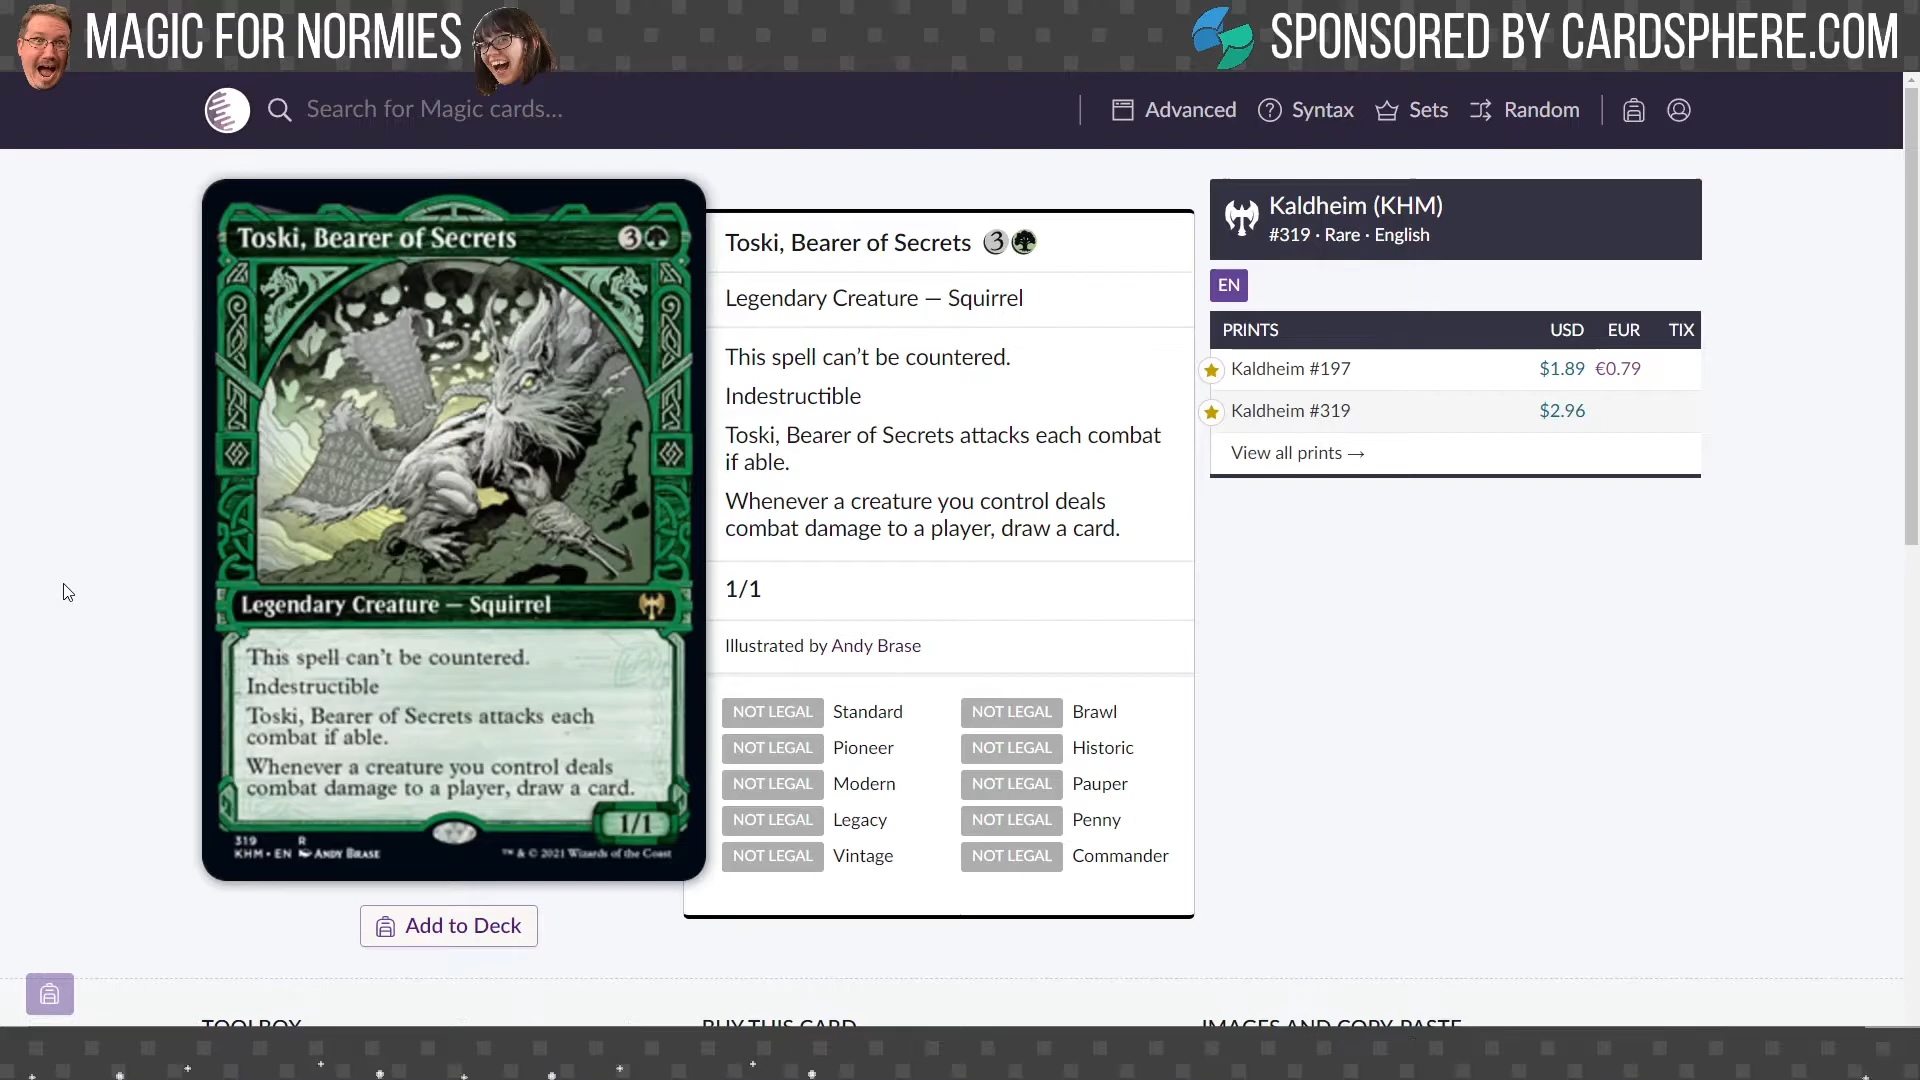 MAGIC FOR NORMIES
SPONSORED BY CARDSPHERE.COM
Search for Magic cards...
Advanced
Syntax
Sets
Random
Toski, Bearer of Secrets 3
Legendary Creature — Squirrel
This spell can't be countered.
Indestructible
Toski, Bearer of Secrets attacks each
combat if able.
Whenever a creature you control deals
combat damage to a player, draw a card.
1/1
319 R
KHM • EN ANDY BRASE
™ & © 2021 Wizards of the Coast
Add to Deck
Toski, Bearer of Secrets 3
Legendary Creature — Squirrel
This spell can’t be countered.
Indestructible
Toski, Bearer of Secrets attacks each combat
if able.
Whenever a creature you control deals
combat damage to a player, draw a card.
1/1
Illustrated by Andy Brase
NOT LEGAL Standard NOT LEGAL Brawl
NOT LEGAL Pioneer NOT LEGAL Historic
NOT LEGAL Modern NOT LEGAL Pauper
NOT LEGAL Legacy NOT LEGAL Penny
NOT LEGAL Vintage NOT LEGAL Commander
Kaldheim (KHM)
#319 · Rare · English
EN
PRINTS USD EUR TIX
Kaldheim #197 $1.89 €0.79
Kaldheim #319 $2.96
View all prints →
TOOLBOX
BUY THIS CARD
IMAGES AND COPY-PASTE